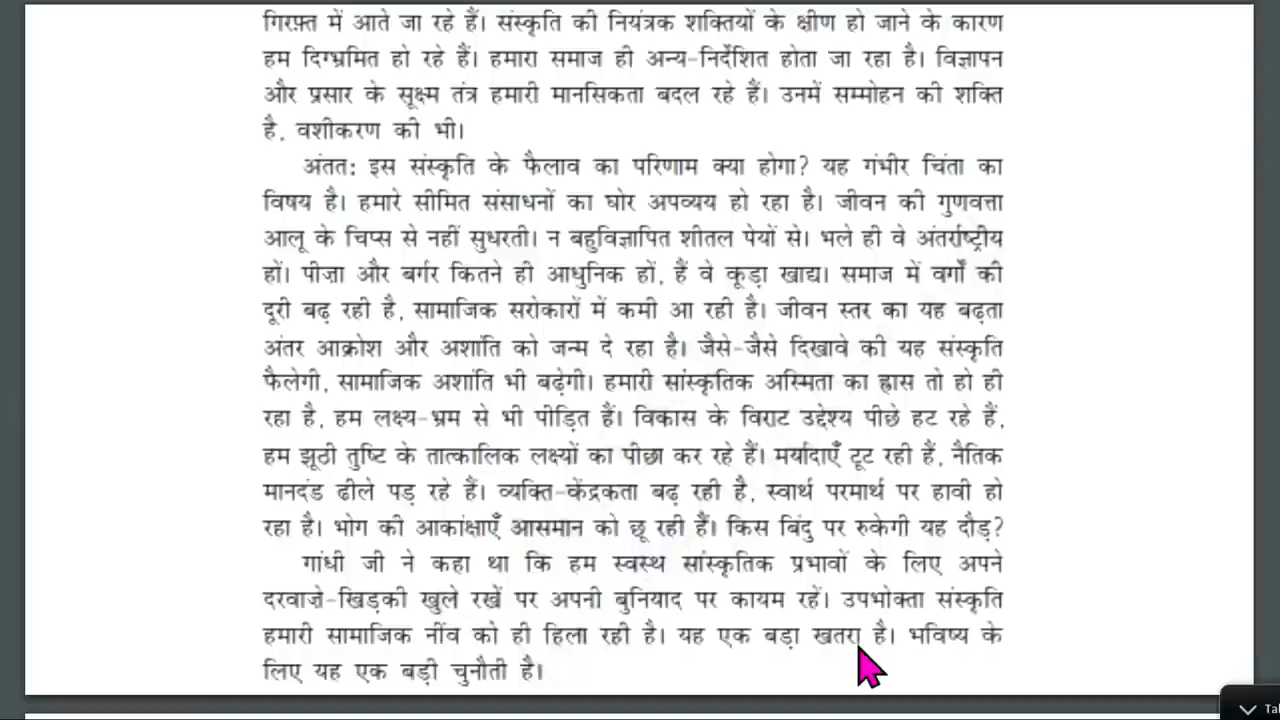 गिरफ़्त में आते जा रहे हैं। संस्कृति की नियंत्रक शक्तियों के क्षीण हो जाने के कारण
हम दिग्भ्रमित हो रहे हैं। हमारा समाज ही अन्य-निर्देशित होता जा रहा है। विज्ञापन
और प्रसार के सूक्ष्म तंत्र हमारी मानसिकता बदल रहे हैं। उनमें सम्मोहन की शक्ति
है, वशीकरण की भी।
अंतत: इस संस्कृति के फैलाव का परिणाम क्या होगा? यह गंभीर चिंता का
विषय है। हमारे सीमित संसाधनों का घोर अपव्यय हो रहा है। जीवन की गुणवत्ता
आलू के चिप्स से नहीं सुधरती। न बहुविज्ञापित शीतल पेयों से। भले ही वे अंतर्राष्ट्रीय
हों। पीज़ा और बर्गर कितने ही आधुनिक हों, हैं वे कूड़ा खाद्य। समाज में वर्गों की
दूरी बढ़ रही है, सामाजिक सरोकारों में कमी आ रही है। जीवन स्तर का यह बढ़ता
अंतर आक्रोश और अशांति को जन्म दे रहा है। जैसे-जैसे दिखावे की यह संस्कृति
फैलेगी, सामाजिक अशांति भी बढ़ेगी। हमारी सांस्कृतिक अस्मिता का ह्रास तो हो ही
रहा है, हम लक्ष्य-भ्रम से भी पीड़ित हैं। विकास के विराट उद्देश्य पीछे हट रहे हैं,
हम झूठी तुष्टि के तात्कालिक लक्ष्यों का पीछा कर रहे हैं। मर्यादाएँ टूट रही हैं, नैतिक
मानदंड ढीले पड़ रहे हैं। व्यक्ति-केंद्रकता बढ़ रही है, स्वार्थ परमार्थ पर हावी हो
रहा है। भोग की आकांक्षाएँ आसमान को छू रही हैं। किस बिंदु पर रुकेगी यह दौड़?
गांधी जी ने कहा था कि हम स्वस्थ सांस्कृतिक प्रभावों के लिए अपने
दरवाज़े-खिड़की खुले रखें पर अपनी बुनियाद पर कायम रहें। उपभोक्ता संस्कृति
हमारी सामाजिक नींव को ही हिला रही है। यह एक बड़ा खतरा है। भविष्य के
लिए यह एक बड़ी चुनौती है।